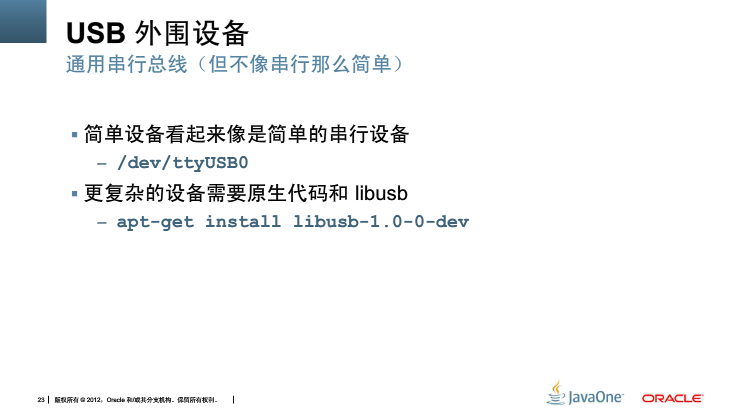 USB 外围设备
通用串行总线（但不像串行那么简单）
▪ 简单设备看起来像是简单的串行设备
– /dev/ttyUSB0
▪ 更复杂的设备需要原生代码和 libusb
– apt-get install libusb-1.0-0-dev
23 | 版权所有 © 2012，Oracle 和/或其分支机构。保留所有权利。 |
JavaOne
ORACLE